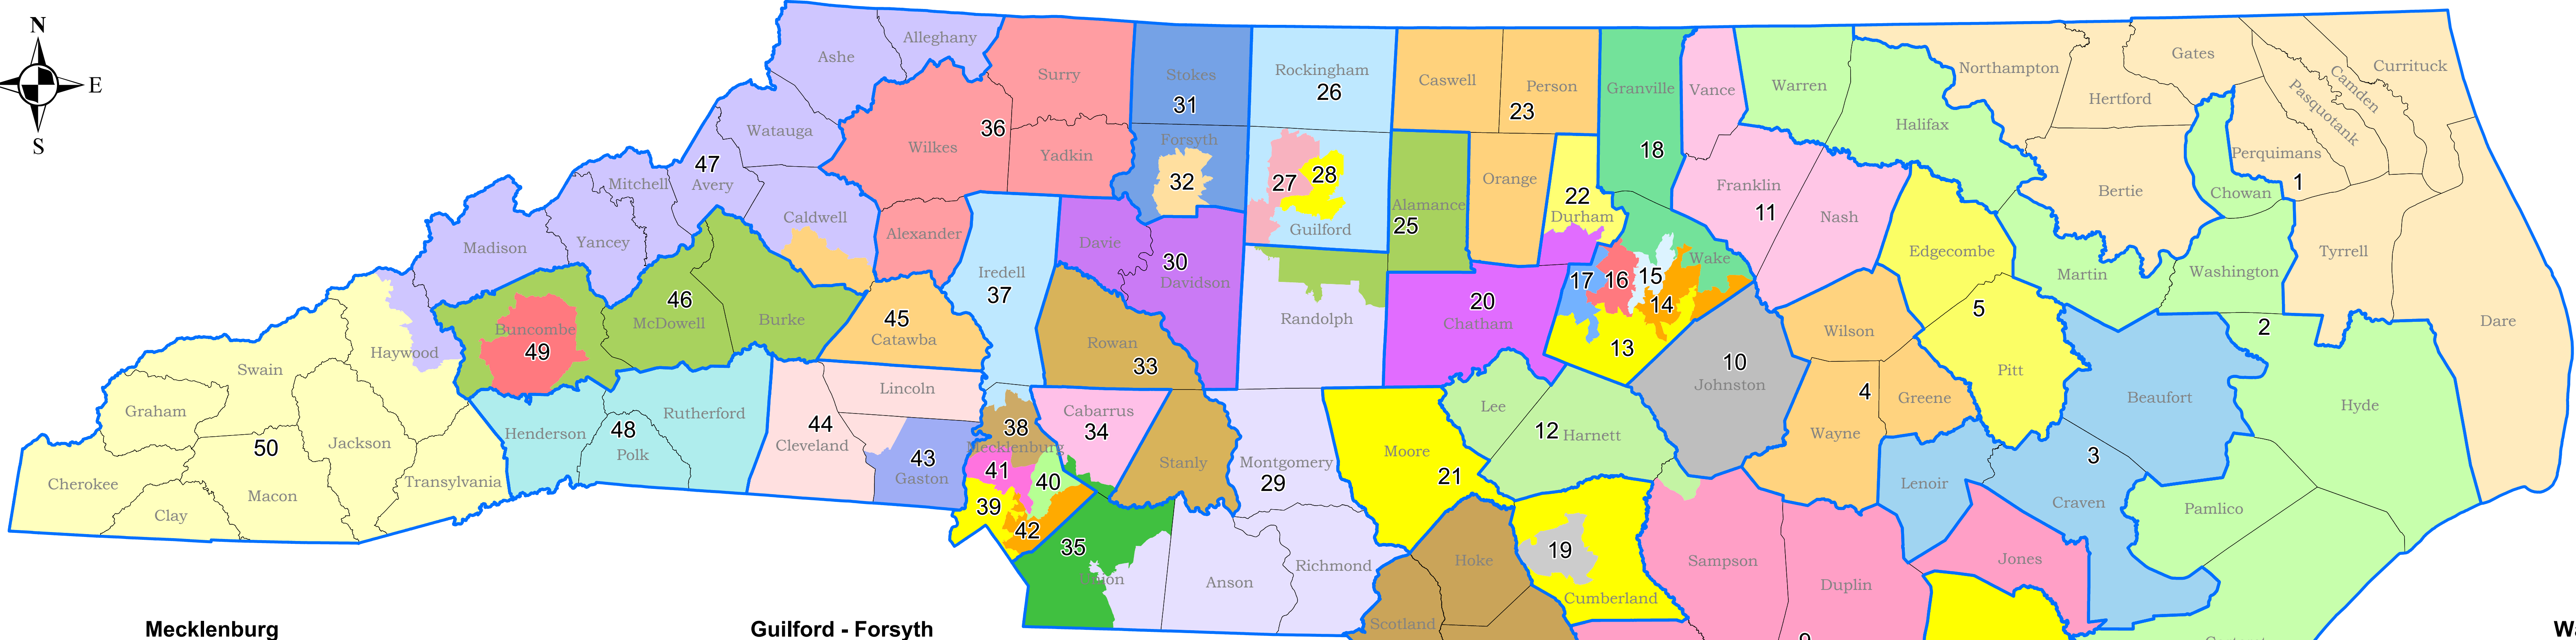 N
E
S
Ashe
Alleghany
Surry
Stokes
31
Rockingham
26
Caswell
Person
23
Granville
Vance
Warren
Northampton
Gates
Hertford
Currituck
Camden
Pasquotank
Perquimans
1
Chowan
Bertie
Halifax
Watauga
47
Avery
Mitchell
Wilkes
36
Yadkin
Forsyth
32
27
28
Guilford
Alamance
25
Orange
22
Durham
18
Franklin
11
Nash
Edgecombe
Martin
Washington
Tyrrell
Dare
Madison
Yancey
Caldwell
Alexander
Iredell
37
Davie
30
Davidson
Randolph
20
Chatham
17
16
15
14
Wake
13
10
Johnston
Wilson
5
Pitt
2
Hyde
Beaufort
Haywood
Buncombe
49
46
McDowell
Burke
45
Catawba
Rowan
33
Swain
Graham
Cherokee
Clay
50
Macon
Jackson
Transylvania
Henderson
48
Polk
Rutherford
44
Cleveland
Lincoln
43
Gaston
38
Mecklenburg
41
40
39
42
Cabarrus
34
Stanly
35
Union
Montgomery
29
Anson
Richmond
Moore
21
Lee
12
Harnett
Hoke
Scotland
19
Cumberland
Sampson
Duplin
9
4
Greene
Wayne
Lenoir
3
Craven
Jones
Pamlico
Mecklenburg
Guilford - Forsyth